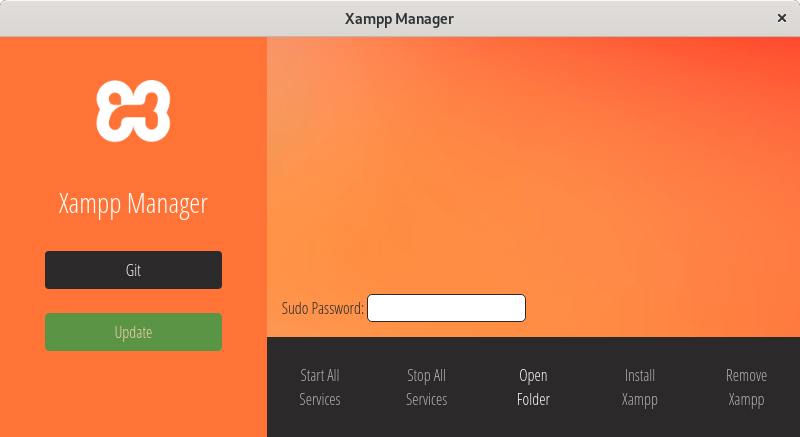 Xampp Manager
Xampp Manager
Git
Update
Sudo Password:
Start All
Services
Stop All
Services
Open
Folder
Install
Xampp
Remove
Xampp